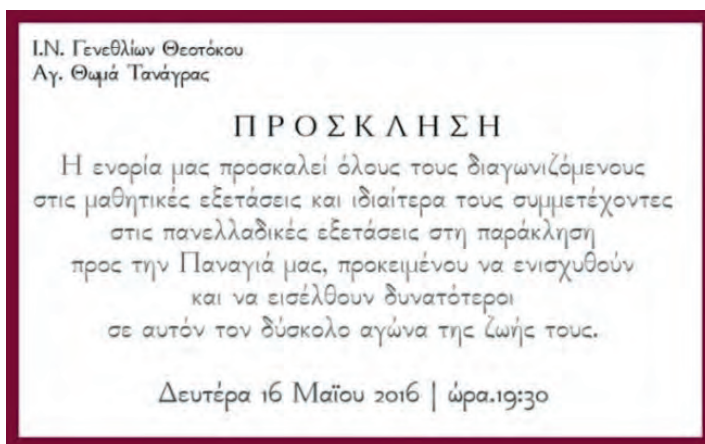 Ι.Ν. Γενεθλίων Θεοτόκου
Αγ. Θωμά Τανάγρας
ΠΡΟΣΚΛΗΣΗ
Η ενορία μας προσκαλεί όλους τους διαγωνιζόμενους
στις μαθητικές εξετάσεις και ιδιαίτερα τους συμμετέχοντες
στις πανελλαδικές εξετάσεις στη παράκληση
προς την Παναγιά μας, προκειμένου να ενισχυθούν
και να εισέλθουν δυνατότεροι
σε αυτόν τον δύσκολο αγώνα της ζωής τους.
Δευτέρα 16 Μαΐου 2016 | ώρα.19:30